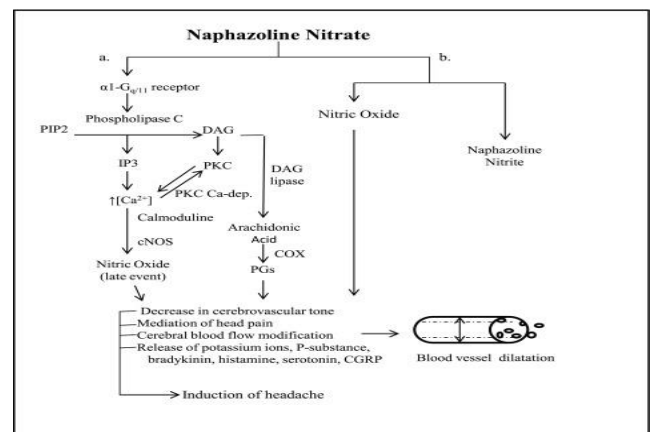 Naphazoline Nitrate
a.
b.
α1-Gq/11 receptor
Phospholipase C
PIP2
DAG
Nitric Oxide
Naphazoline
Nitrite
IP3
PKC
DAG
lipase
↑[Ca²⁺]
PKC Ca-dep.
Calmoduline
cNOS
Arachidonic
Acid
COX
Nitric Oxide
(late event)
PGs
Decrease in cerebrovascular tone
Mediation of head pain
Cerebral blood flow modification
Release of potassium ions, P-substance,
bradykinin, histamine, serotonin, CGRP
Blood vessel dilatation
Induction of headache